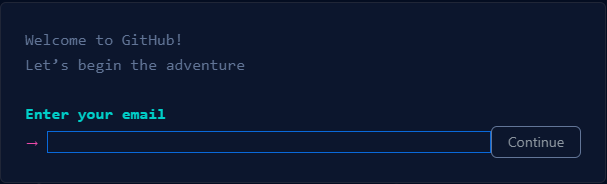 Welcome to GitHub!
Let’s begin the adventure
Enter your email
→ Continue